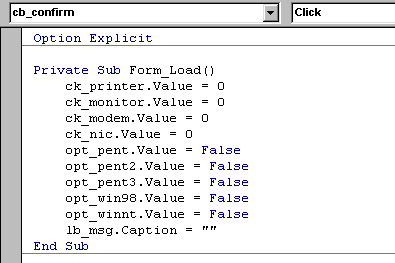 cb_confirm Click
Option Explicit
Private Sub Form_Load()
    ck_printer.Value = 0
    ck_monitor.Value = 0
    ck_modem.Value = 0
    ck_nic.Value = 0
    opt_pent.Value = False
    opt_pent2.Value = False
    opt_pent3.Value = False
    opt_win98.Value = False
    opt_winnt.Value = False
    lb_msg.Caption = ""
End Sub